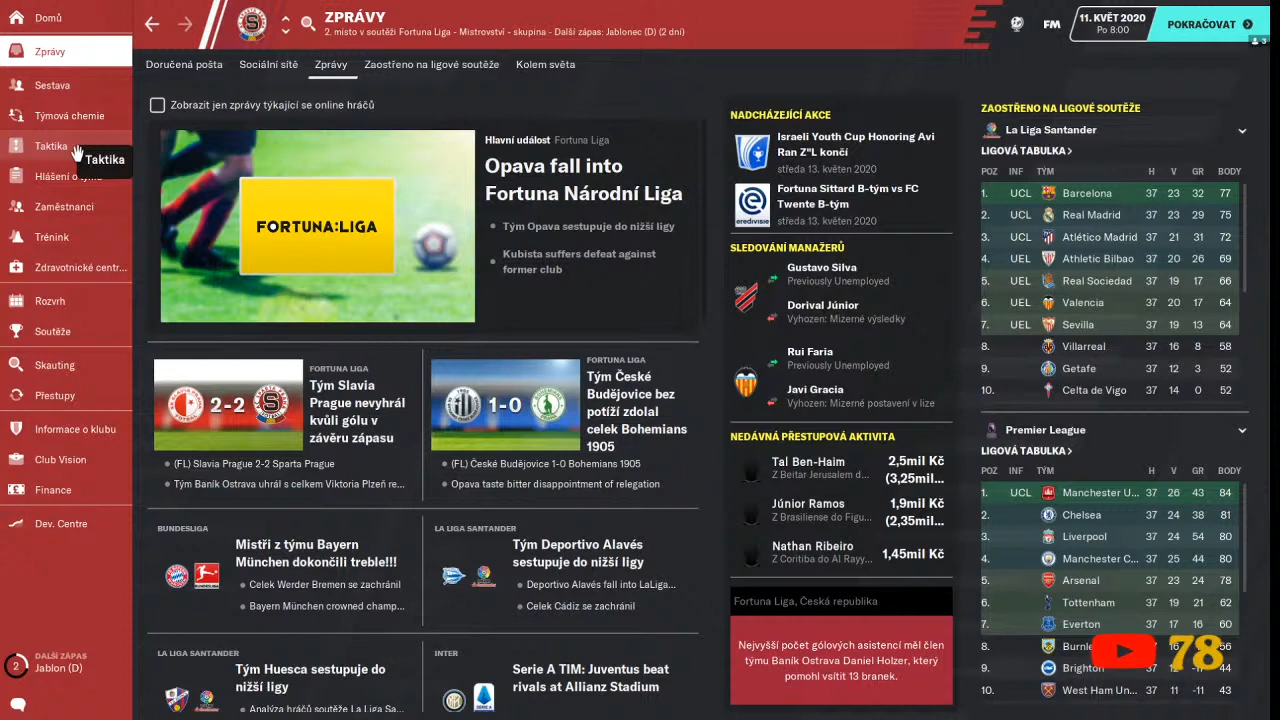 Domů
Zprávy
Sestava
Týmová chemie
Taktika
Taktika
Zaměstnanci
Trénink
Zdravotnické centr...
Rozvrh
Soutěže
Skauting
Přestupy
Informace o klubu
Club Vision
Finance
Dev. Centre
2
DALŠÍ ZÁPAS
Jablon (D)
ZPRÁVY
2. místo v soutěži Fortuna Liga - Mistrovství - skupina - Další zápas: Jablonec (D) (2 dni)
FM
11. KVĚT 2020
Po 8:00
POKRAČOVAT
3
Doručená pošta Sociální sítě Zprávy Zaostřeno na ligové soutěže Kolem světa
Zobrazit jen zprávy týkající se online hráčů
FORTUNA:LIGA
Hlavní událost Fortuna Liga
Opava fall into
Fortuna Národní Liga
Tým Opava sestupuje do nižší ligy
Kubista suffers defeat against
former club
2-2
FORTUNA LIGA
Tým Slavia
Prague nevyhrál
kvůli gólu v
závěru zápasu
(FL) Slavia Prague 2-2 Sparta Prague
Tým Baník Ostrava uhrál s celkem Viktoria Plzeň re...
1-0
FORTUNA LIGA
Tým České
Budějovice bez
potíží zdolal
celek Bohemians
1905
(FL) České Budějovice 1-0 Bohemians 1905
Opava taste bitter disappointment of relegation
BUNDESLIGA
Mistři z týmu Bayern
München dokončili treble!!!
Celek Werder Bremen se zachránil
Bayern München crowned champ...
LA LIGA SANTANDER
Tým Deportivo Alavés
sestupuje do nižší ligy
Deportivo Alavés fall into LaLiga...
Celek Cádiz se zachránil
LA LIGA SANTANDER
Tým Huesca sestupuje do
nižší ligy
Analýza hráčů soutěže La Liga Sa...
INTER
Serie A TIM: Juventus beat
rivals at Allianz Stadium
NADCHÁZEJÍCÍ AKCE
Israeli Youth Cup Honoring Avi
Ran Z"L končí
středa 13. květen 2020
Fortuna Sittard B-tým vs FC
Twente B-tým
středa 13. květen 2020
SLEDOVÁNÍ MANAŽERŮ
Gustavo Silva
Previously Unemployed
Dorival Júnior
Vyhozen: Mizerné výsledky
Rui Faria
Previously Unemployed
Javi Gracia
Vyhozen: Mizerné postavení v lize
NEDÁVNÁ PŘESTUPOVÁ AKTIVITA
Tal Ben-Haim 2,5mil Kč
Z Beitar Jerusalem d... (3,25mil...
Júnior Ramos 1,9mil Kč
Z Brasiliense do Figu... (2,35mil...
Nathan Ribeiro 1,45mil Kč
Z Coritiba do Al Rayy...
Fortuna Liga, Česká republika
Nejvyšší počet gólových asistencí měl člen
týmu Baník Ostrava Daniel Holzer, který
pomohl vsítit 13 branek.
ZAOSTŘENO NA LIGOVÉ SOUTĚŽE
La Liga Santander
LIGOVÁ TABULKA >
POZ INF TÝM H V GR BODY
1. UCL Barcelona 37 23 32 77
2. UCL Real Madrid 37 23 29 75
3. UCL Atlético Madrid 37 21 31 72
4. UCL Athletic Bilbao 37 20 26 69
5. UEL Real Sociedad 37 19 17 66
6. UEL Valencia 37 20 17 64
7. UEL Sevilla 37 19 13 64
8. Villarreal 37 16 8 58
9. Getafe 37 12 3 52
10. Celta de Vigo 37 14 0 52
Premier League
LIGOVÁ TABULKA >
POZ INF TÝM H V GR BODY
1. UCL Manchester U... 37 26 43 84
2. Chelsea 37 24 38 81
3. Liverpool 37 24 54 80
4. Manchester C... 37 25 44 80
5. Arsenal 37 23 24 78
6. Tottenham 37 19 21 62
7. Everton 37 17 16 60
8.
9. Brighton
10. West Ham Un... 37 11 -11 43
78